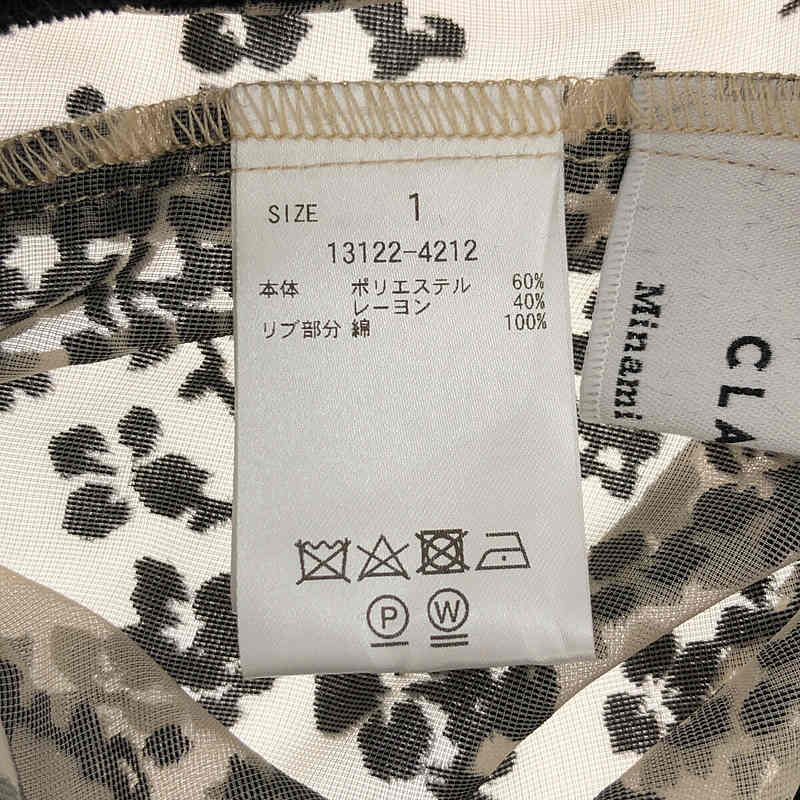 SIZE 1
13122-4212
本体 ポリエステル 60%
レーヨン 40%
リブ部分 綿 100%
P W
Minami
CLA